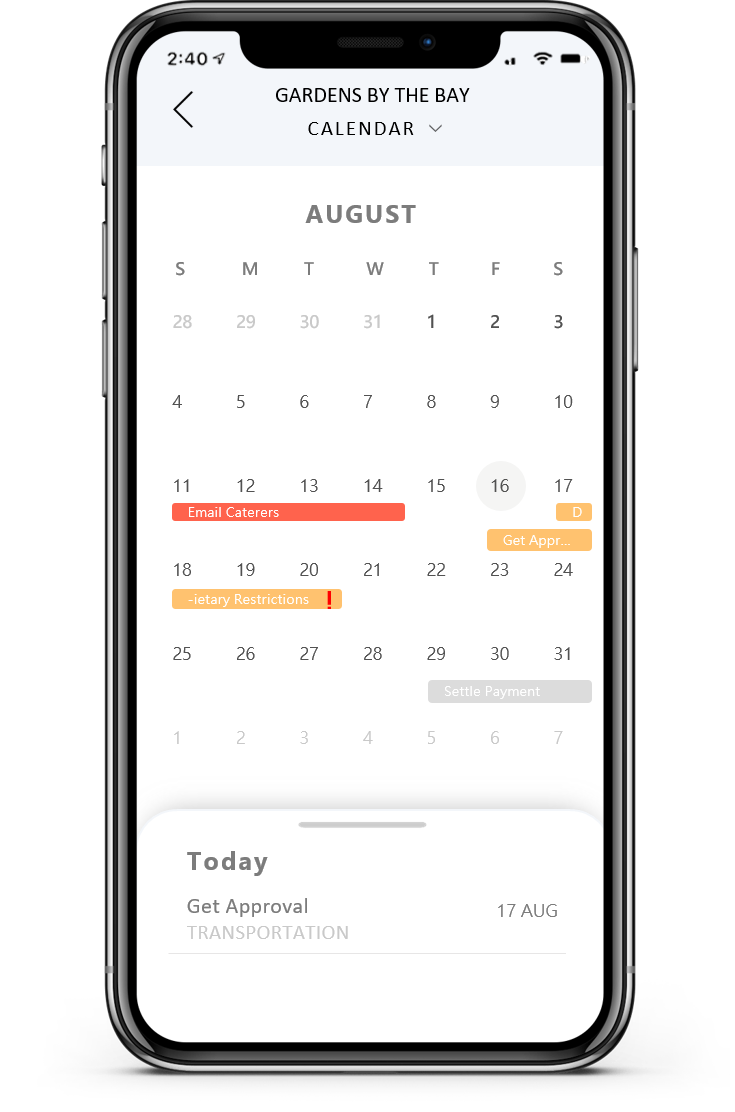 2:40
GARDENS BY THE BAY
CALENDAR
AUGUST
S M T W T F S
28 29 30 31 1 2 3
4 5 6 7 8 9 10
11 12 13 14 15 16 17
Email Caterers D
Get Appr...
18 19 20 21 22 23 24
-ietary Restrictions !
25 26 27 28 29 30 31
Settle Payment
1 2 3 4 5 6 7
Today
Get Approval 17 AUG
TRANSPORTATION